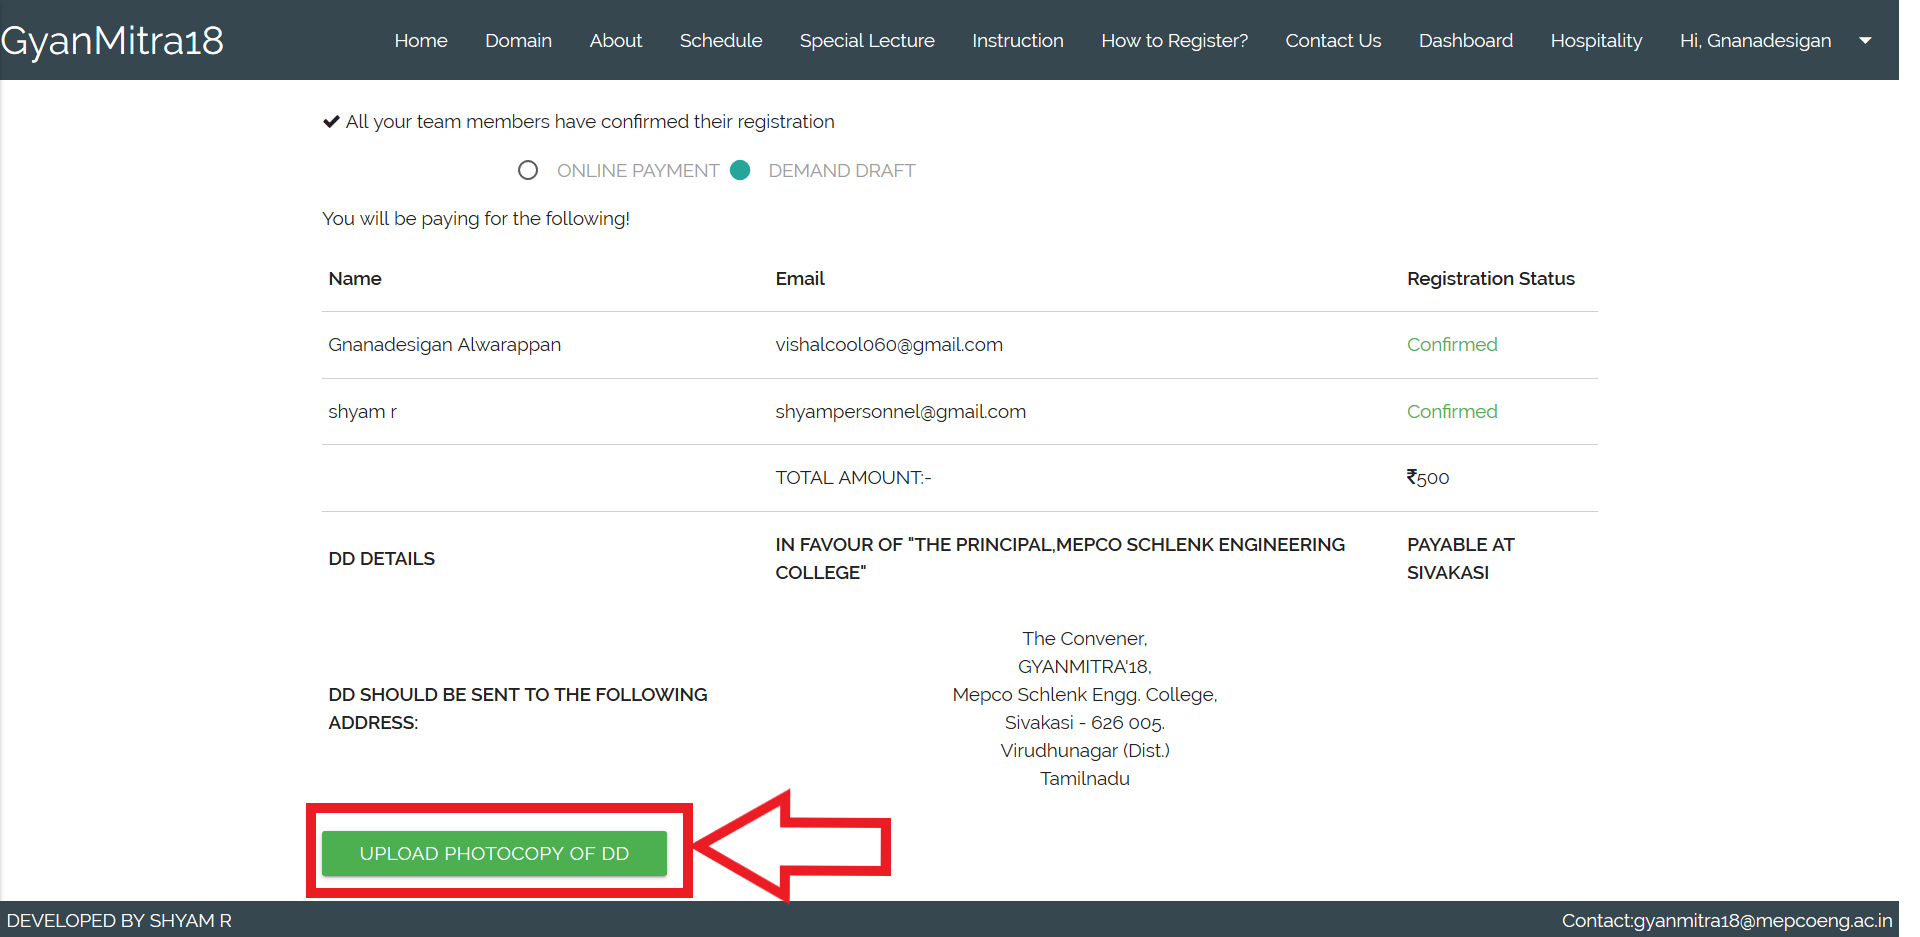 GyanMitra18 Home Domain About Schedule Special Lecture Instruction How to Register? Contact Us Dashboard Hospitality Hi, Gnanadesigan
All your team members have confirmed their registration
ONLINE PAYMENT DEMAND DRAFT
You will be paying for the following!
Name Email Registration Status
Gnanadesigan Alwarappan vishalcool060@gmail.com Confirmed
shyam r shyampersonnel@gmail.com Confirmed
TOTAL AMOUNT:- ₹500
DD DETAILS
IN FAVOUR OF "THE PRINCIPAL,MEPCO SCHLENK ENGINEERING
COLLEGE"
PAYABLE AT
SIVAKASI
DD SHOULD BE SENT TO THE FOLLOWING
ADDRESS:
The Convener,
GYANMITRA'18,
Mepco Schlenk Engg. College,
Sivakasi - 626 005.
Virudhunagar (Dist.)
Tamilnadu
UPLOAD PHOTOCOPY OF DD
DEVELOPED BY SHYAM R Contact:gyanmitra18@mepcoeng.ac.in